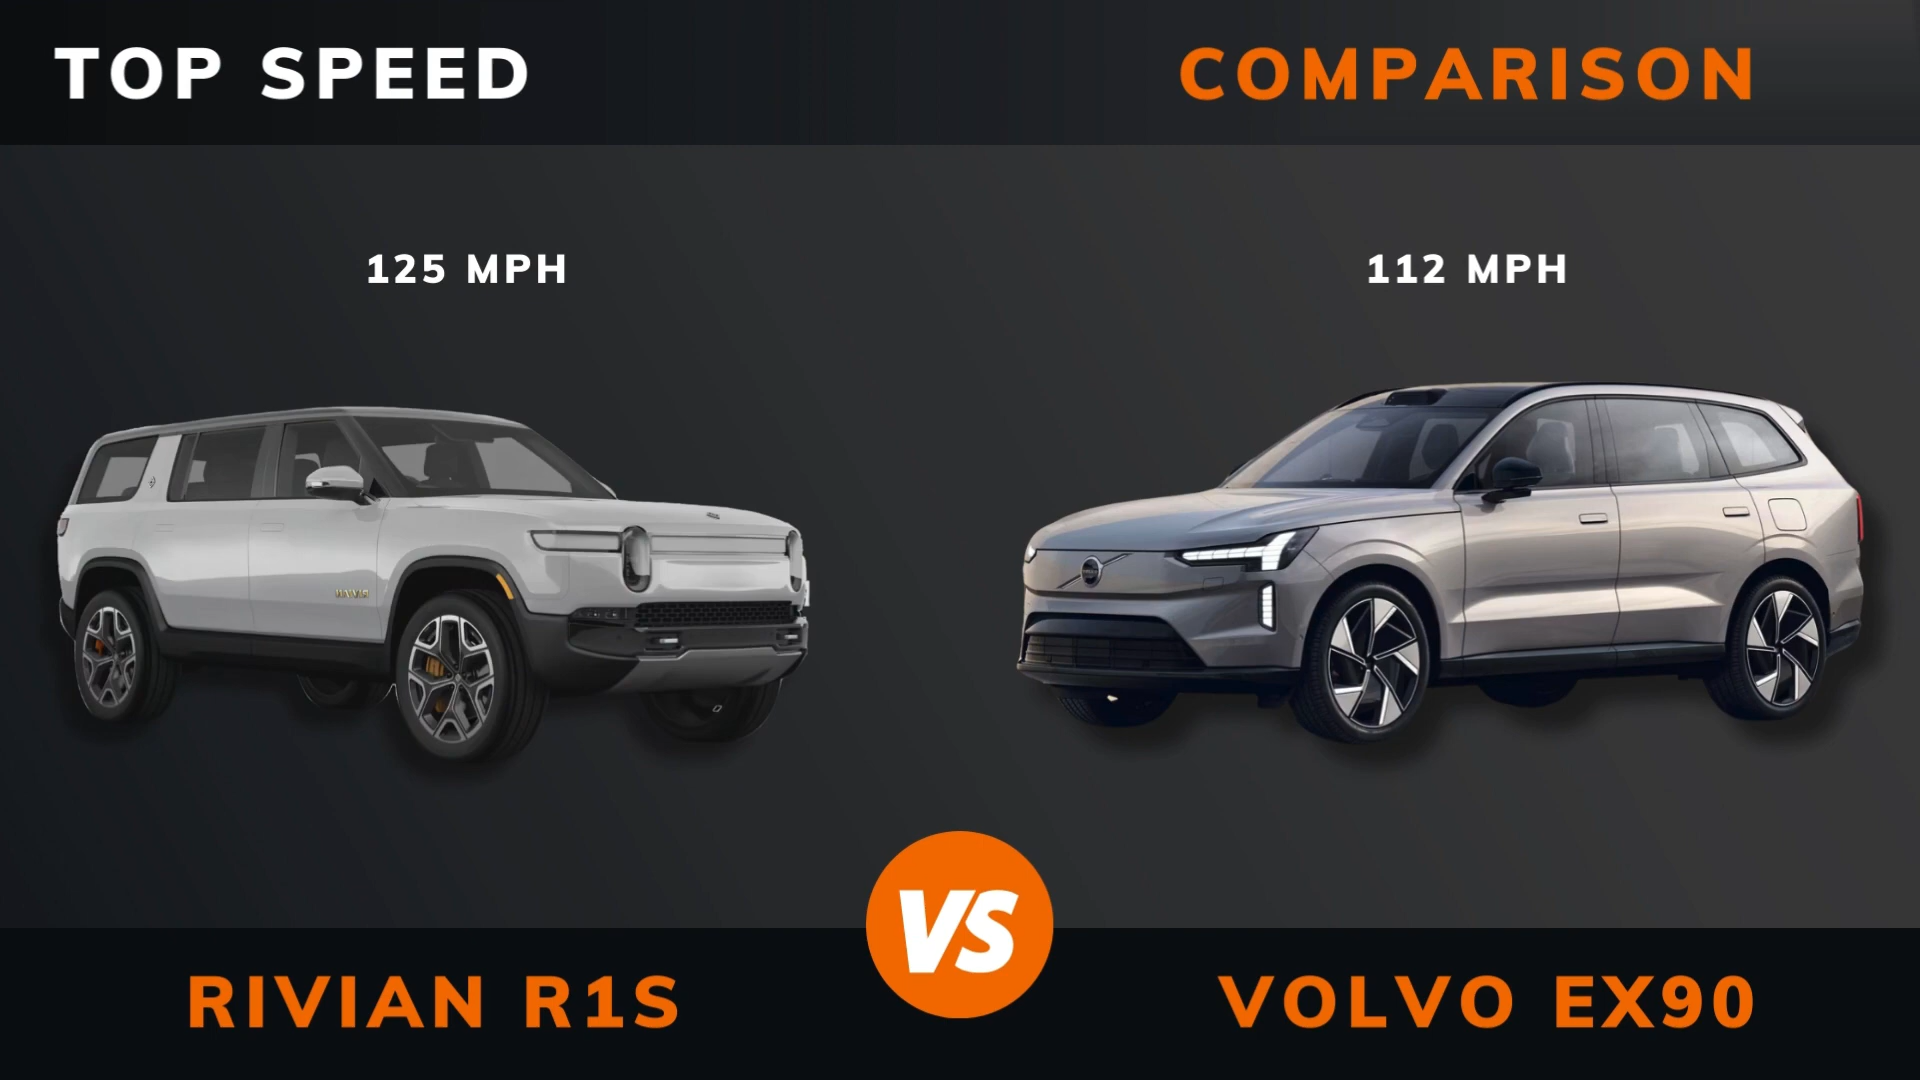 TOP SPEED
COMPARISON
125 MPH
112 MPH
VS
RIVIAN R1S
VOLVO EX90